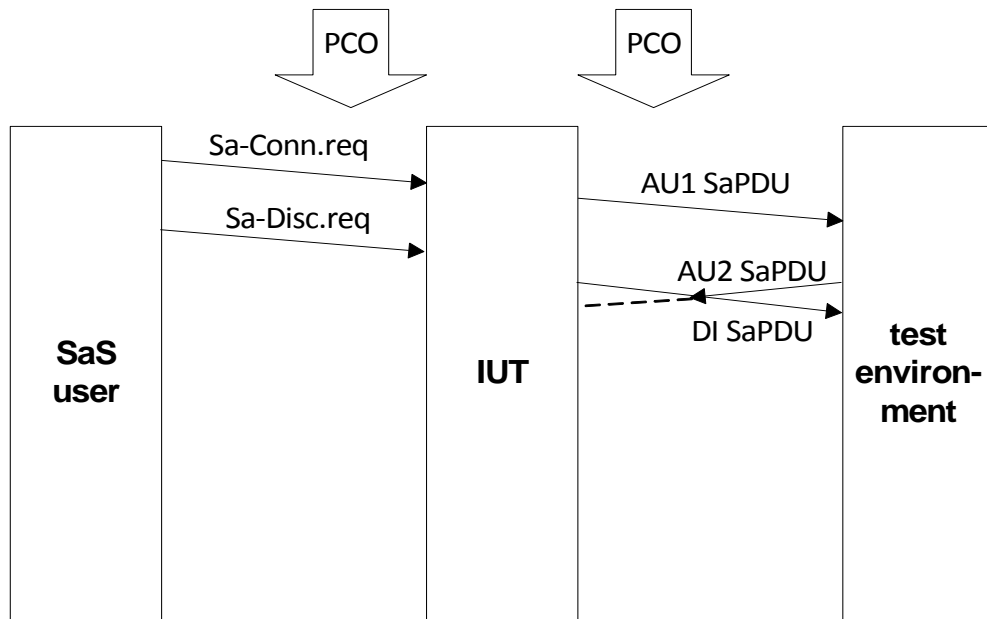 PCO
PCO
Sa-Conn.req
AU1 SaPDU
Sa-Disc.req
AU2 SaPDU
DI SaPDU
SaS
user
IUT
test
environ-
ment